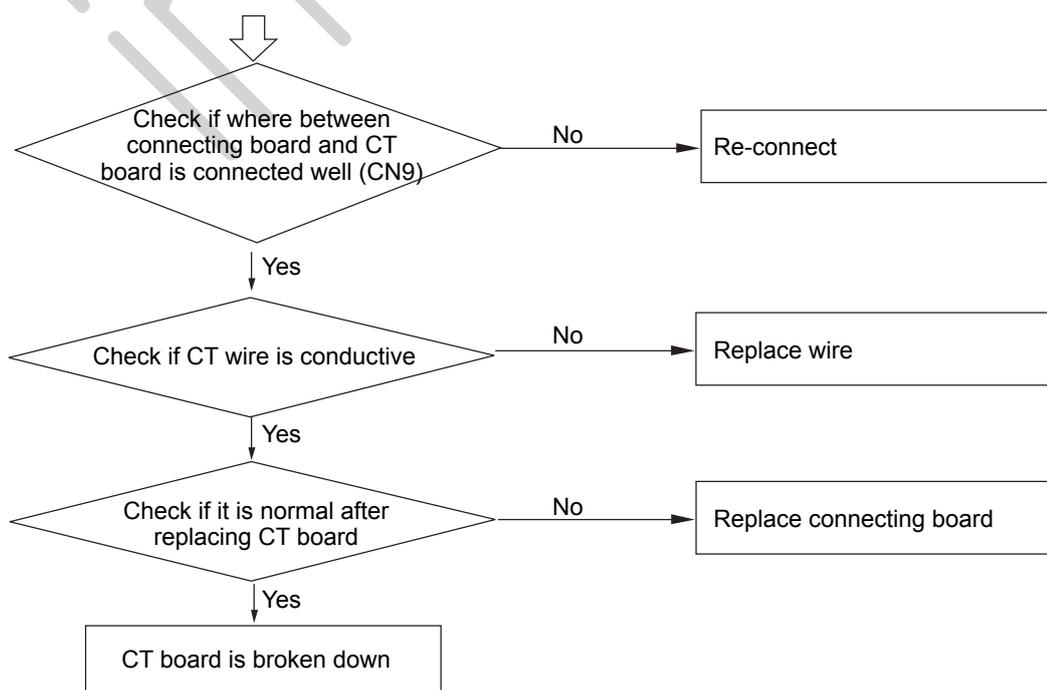 Check if where between
connecting board and CT
board is connected well (CN9)
No
Re-connect
Yes
Check if CT wire is conductive
No
Replace wire
Yes
Check if it is normal after
replacing CT board
No
Replace connecting board
Yes
CT board is broken down